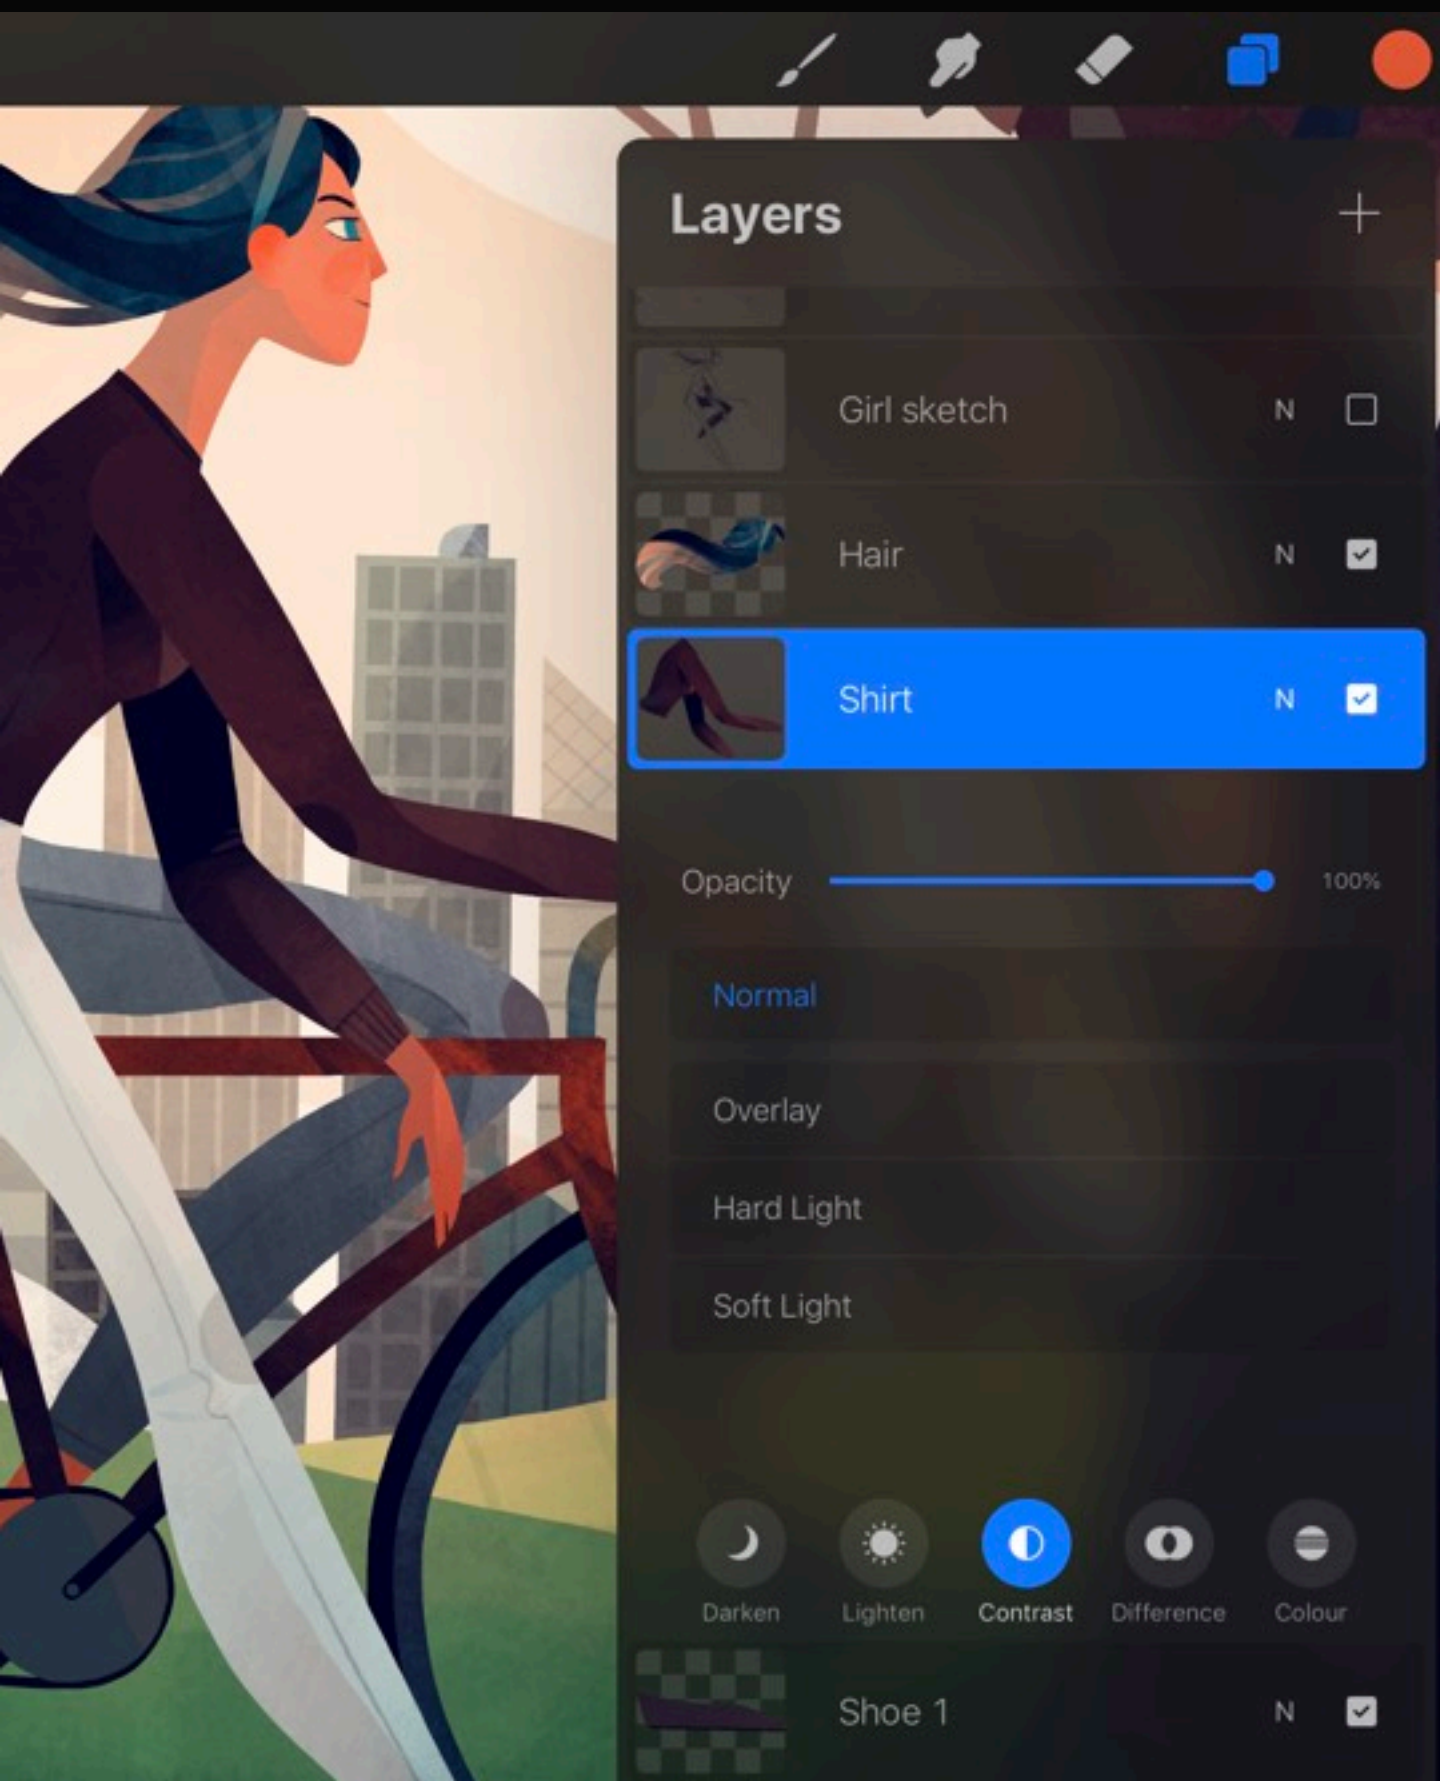 Layers
Girl sketch N
Hair N
Shirt N
Opacity 100%
Normal
Overlay
Hard Light
Soft Light
Darken Lighten Contrast Difference Colour
Shoe 1 N